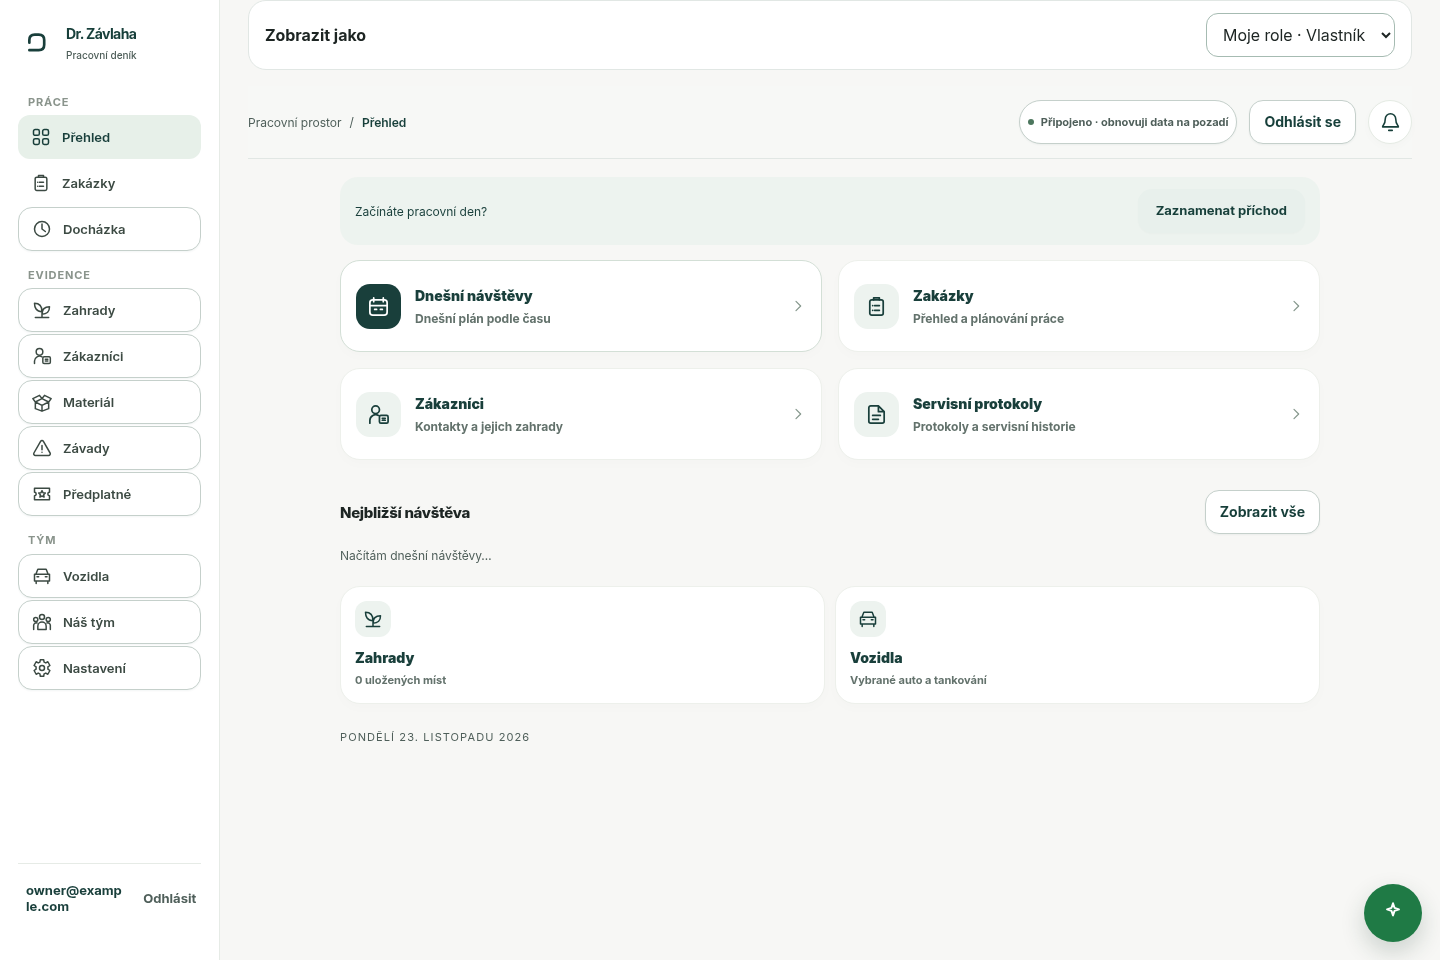 Dr. Závlaha
Pracovní deník
PRÁCE
Přehled
Zakázky
Docházka
EVIDENCE
Zahrady
Zákazníci
Materiál
Závady
Předplatné
TÝM
Vozidla
Náš tým
Nastavení
owner@examp
le.com
Odhlásit
Zobrazit jako
Moje role · Vlastník
Pracovní prostor / Přehled
Připojeno · obnovuji data na pozadí
Odhlásit se
Začínáte pracovní den?
Zaznamenat příchod
Dnešní návštěvy
Dnešní plán podle času
Zakázky
Přehled a plánování práce
Zákazníci
Kontakty a jejich zahrady
Servisní protokoly
Protokoly a servisní historie
Nejbližší návštěva
Zobrazit vše
Načítám dnešní návštěvy…
Zahrady
0 uložených míst
Vozidla
Vybrané auto a tankování
PONDĚLÍ 23. LISTOPADU 2026